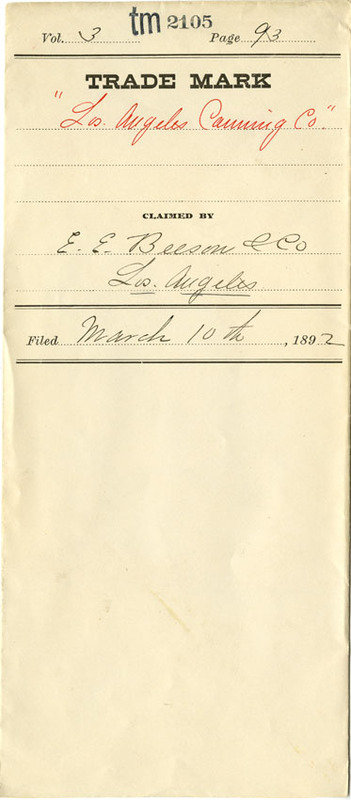 tm 2105
Vol. 3 Page 93
TRADE MARK
"Los. Angeles Canning Co."
CLAIMED BY
E. E. Beeson & Co
Los. Angeles
Filed March 10th, 1892